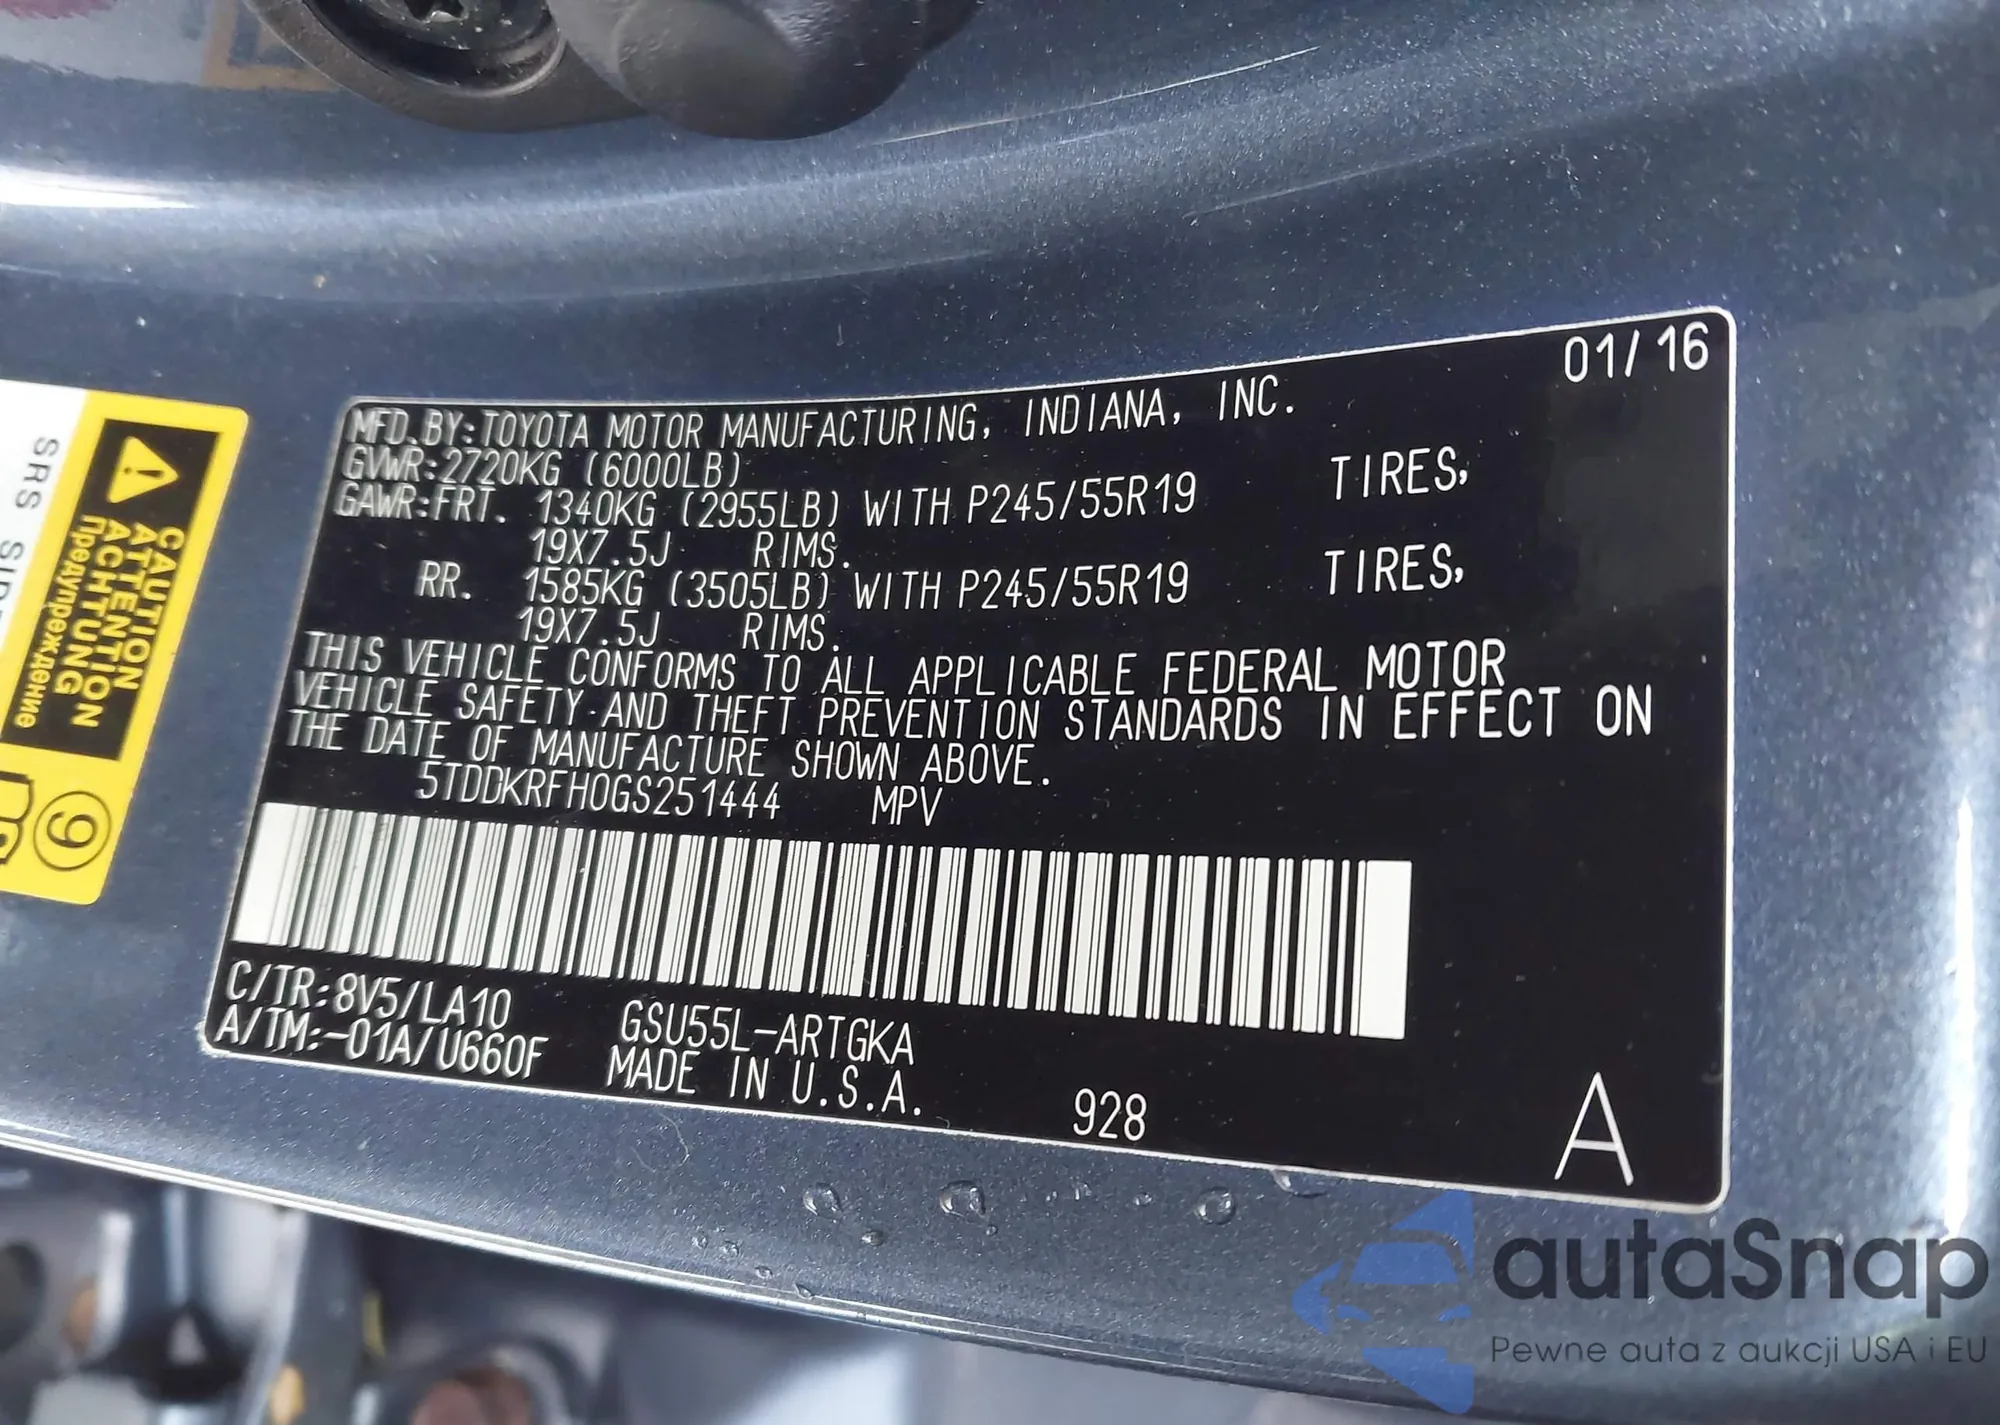 01/16
MFD.BY:TOYOTA MOTOR MANUFACTURING, INDIANA, INC.
GVWR:2720KG (6000LB)
GAWR:FRT. 1340KG (2955LB) WITH P245/55R19 TIRES,
19X7.5J RIMS.
RR. 1585KG (3505LB) WITH P245/55R19 TIRES,
19X7.5J RIMS.
THIS VEHICLE CONFORMS TO ALL APPLICABLE FEDERAL MOTOR
VEHICLE SAFETY AND THEFT PREVENTION STANDARDS IN EFFECT ON
THE DATE OF MANUFACTURE SHOWN ABOVE.
5TDDKRFH0GS251444 MPV
C/TR:8V5/LA10 GSU55L-ARTGKA
A/TM:-01A/U660F MADE IN U.S.A. 928 A
CAUTION
ATTENTION
ACHTUNG
Предупреждение
SRS
9
autaSnap
Pewne auta z aukcji USA i EU